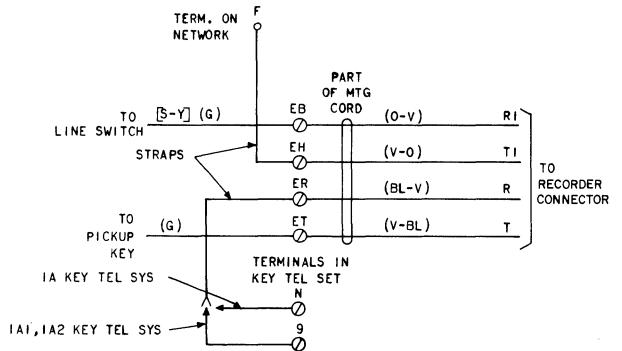 TERM. ON
NETWORK
F
PART
OF MTG
CORD
TO
LINE SWITCH
[S-Y] (G)
EB
(O-V)
R1
STRAPS
EH
(V-O)
T1
ER
(BL-V)
R
TO
RECORDER
CONNECTOR
TO
PICKUP
KEY
(G)
ET
(V-BL)
T
TERMINALS IN
KEY TEL SET
1A KEY TEL SYS
N
1A1, 1A2 KEY TEL SYS
9